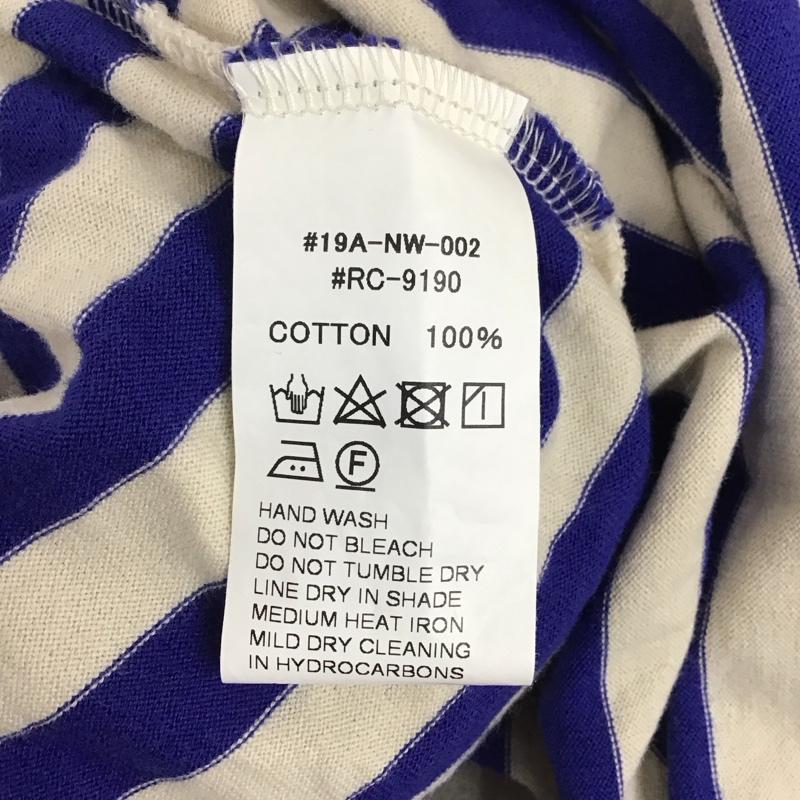 #19A-NW-002
#RC-9190
COTTON 100%
F
HAND WASH
DO NOT BLEACH
DO NOT TUMBLE DRY
LINE DRY IN SHADE
MEDIUM HEAT IRON
MILD DRY CLEANING
IN HYDROCARBONS